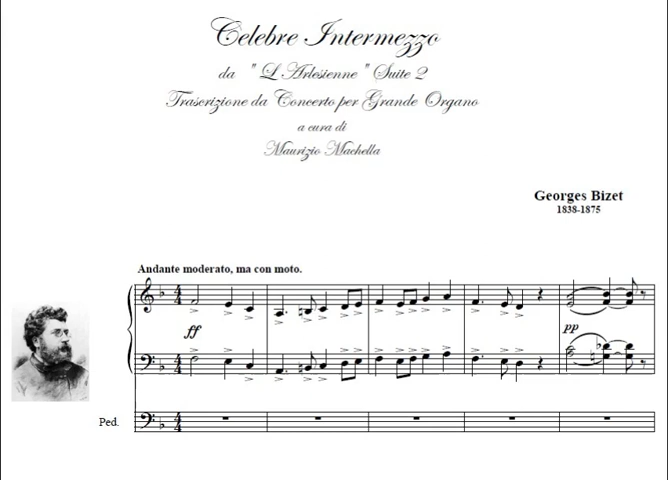 Celebre Intermezzo
da " L Arlesienne " Suite 2
Trascrizione da Concerto per Grande Organo
a cura di
Maurizio Machella
Georges Bizet
1838-1875
Andante moderato, ma con moto.
ff
pp
Ped.